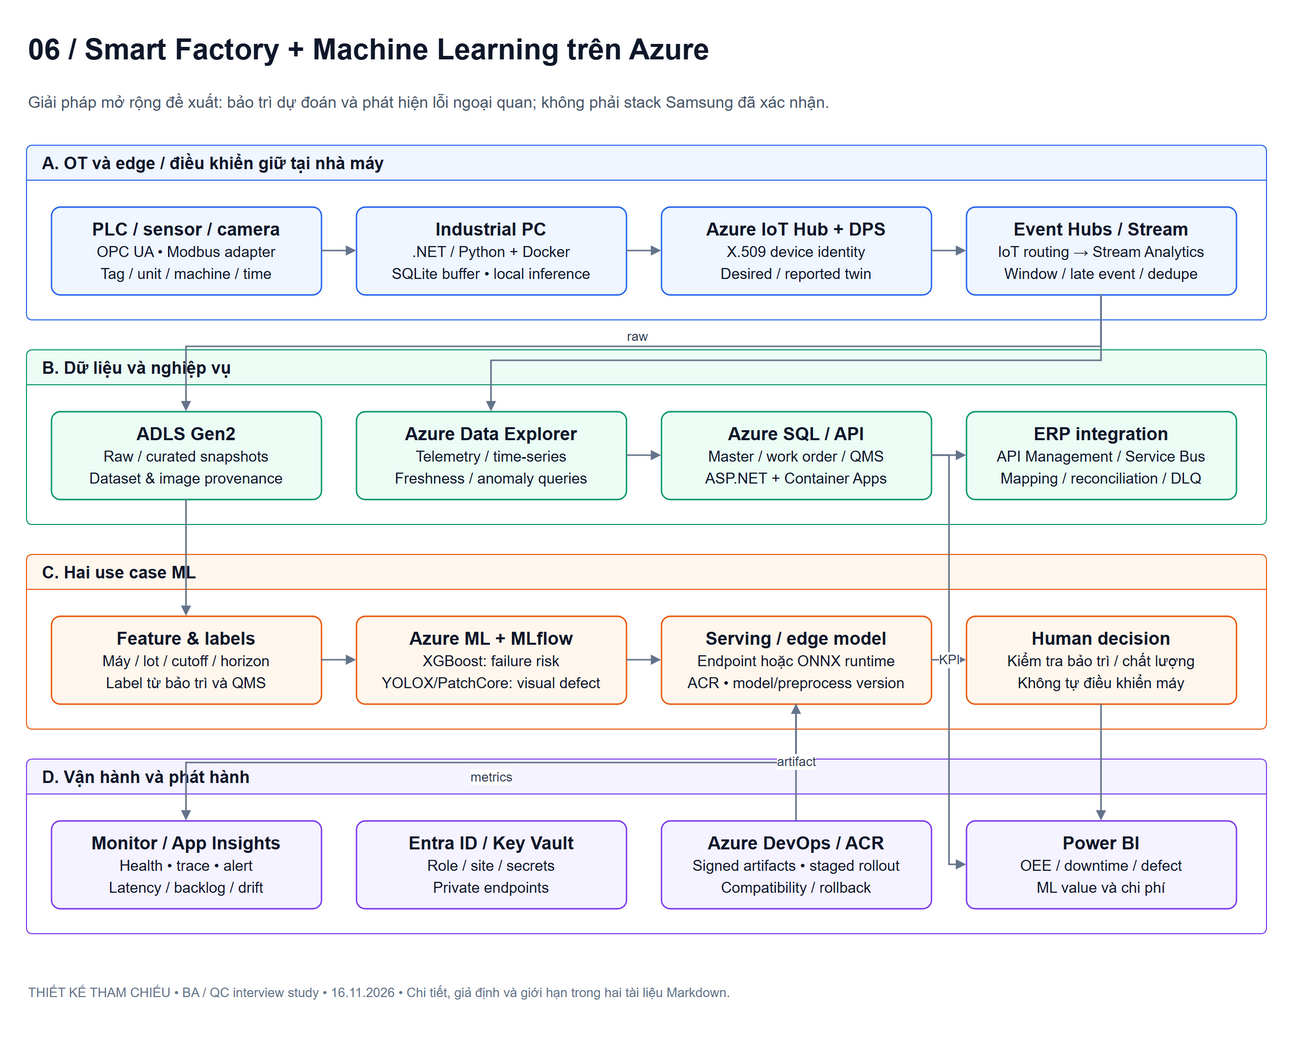 06 / Smart Factory + Machine Learning trên Azure
Giải pháp mở rộng đề xuất: bảo trì dự đoán và phát hiện lỗi ngoại quan; không phải stack Samsung đã xác nhận.
A. OT và edge / điều khiển giữ tại nhà máy
PLC / sensor / camera
OPC UA • Modbus adapter
Tag / unit / machine / time
Industrial PC
.NET / Python + Docker
SQLite buffer • local inference
Azure IoT Hub + DPS
X.509 device identity
Desired / reported twin
Event Hubs / Stream
IoT routing → Stream Analytics
Window / late event / dedupe
raw
B. Dữ liệu và nghiệp vụ
ADLS Gen2
Raw / curated snapshots
Dataset & image provenance
Azure Data Explorer
Telemetry / time-series
Freshness / anomaly queries
Azure SQL / API
Master / work order / QMS
ASP.NET + Container Apps
ERP integration
API Management / Service Bus
Mapping / reconciliation / DLQ
C. Hai use case ML
Feature & labels
Máy / lot / cutoff / horizon
Label từ bảo trì và QMS
Azure ML + MLflow
XGBoost: failure risk
YOLOX/PatchCore: visual defect
Serving / edge model
Endpoint hoặc ONNX runtime
ACR • model/preprocess version
KPI
Human decision
Kiểm tra bảo trì / chất lượng
Không tự điều khiển máy
artifact
D. Vận hành và phát hành
metrics
Monitor / App Insights
Health • trace • alert
Latency / backlog / drift
Entra ID / Key Vault
Role / site / secrets
Private endpoints
Azure DevOps / ACR
Signed artifacts • staged rollout
Compatibility / rollback
Power BI
OEE / downtime / defect
ML value và chi phí
THIẾT KẾ THAM CHIẾU • BA / QC interview study • 16.11.2026 • Chi tiết, giả định và giới hạn trong hai tài liệu Markdown.